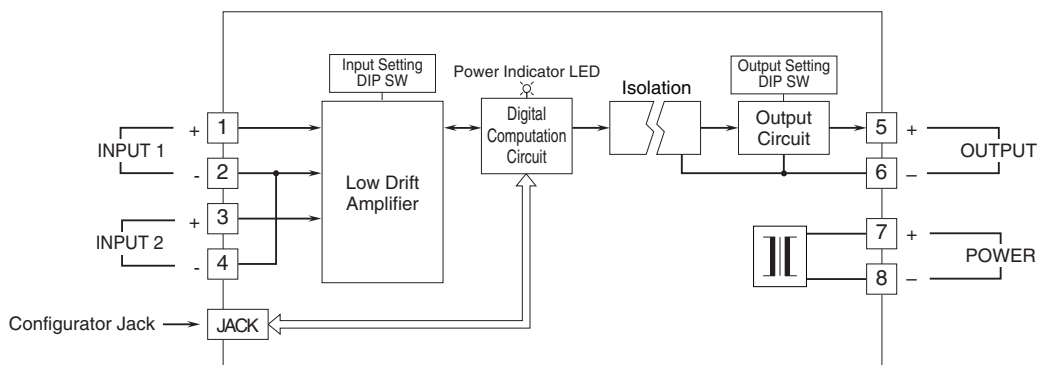 Input Setting
DIP SW
Power Indicator LED
Isolation
Output Setting
DIP SW
INPUT 1
+ 1
- 2
INPUT 2
+ 3
- 4
Low Drift
Amplifier
Digital
Computation
Circuit
Output
Circuit
5 +
6 –
OUTPUT
7 +
8 –
POWER
Configurator Jack
JACK